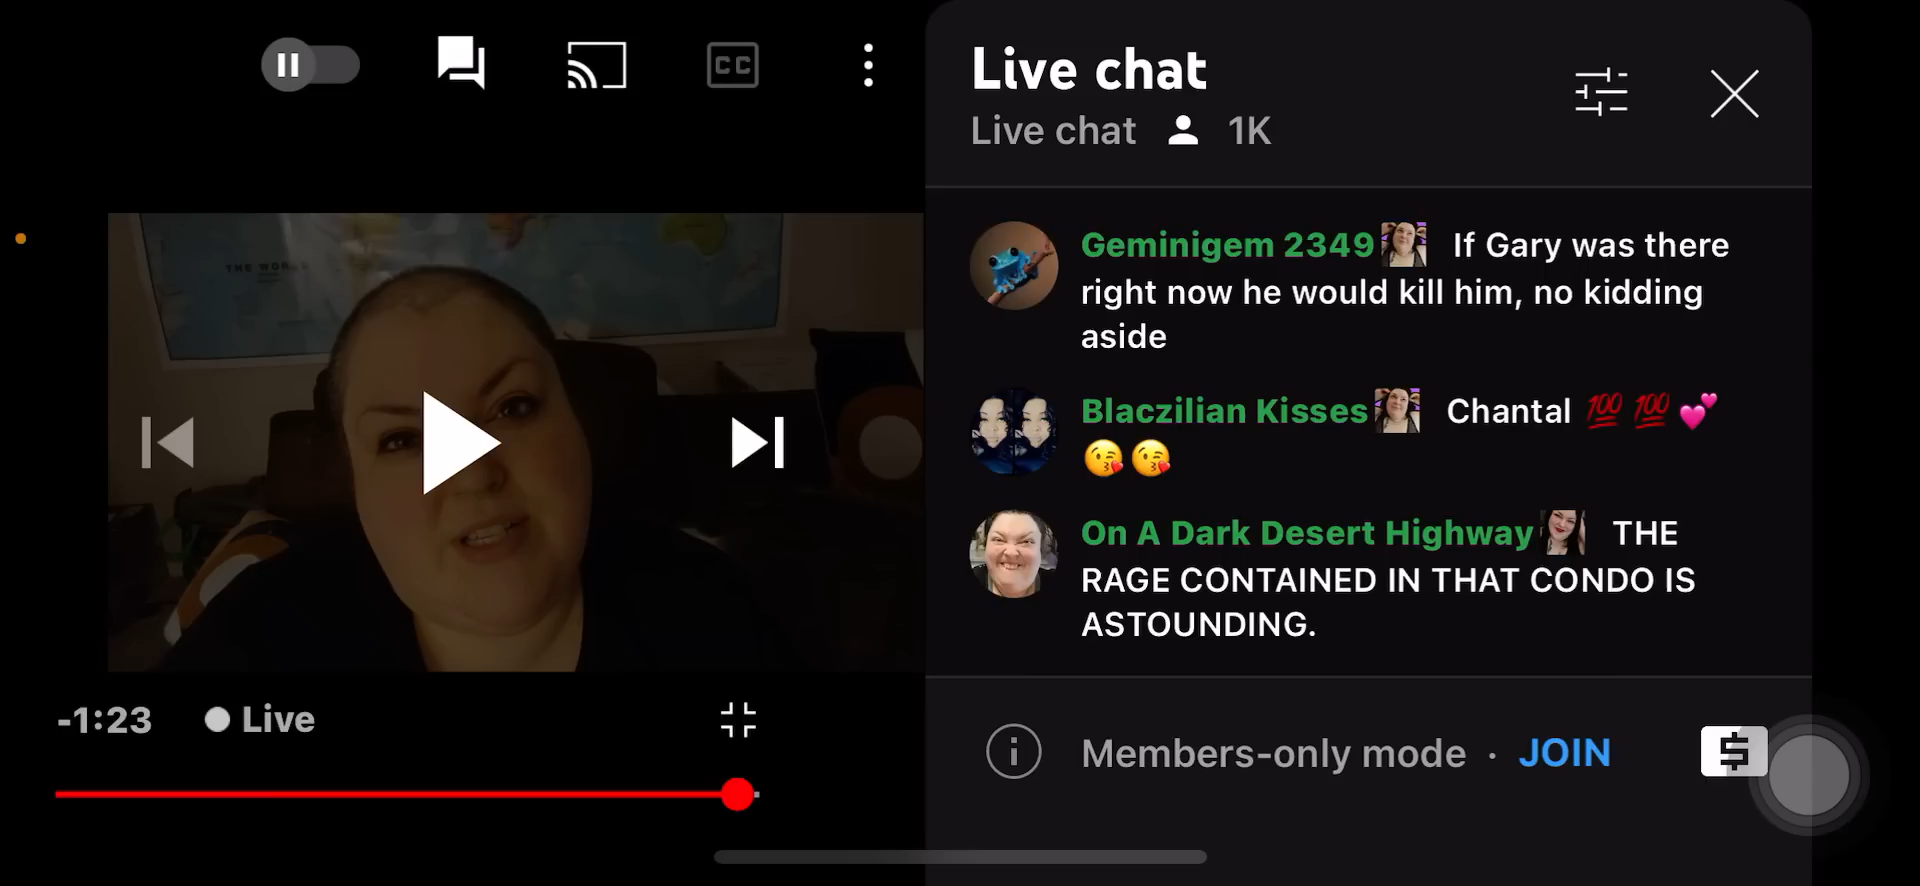 CC
Live chat
Live chat 1K
THE WORLD
Geminigem 2349 If Gary was there
right now he would kill him, no kidding
aside
Blaczilian Kisses Chantal 💯 💯 💕
😘 😘
On A Dark Desert Highway THE
RAGE CONTAINED IN THAT CONDO IS
ASTOUNDING.
-1:23 Live
Members-only mode · JOIN